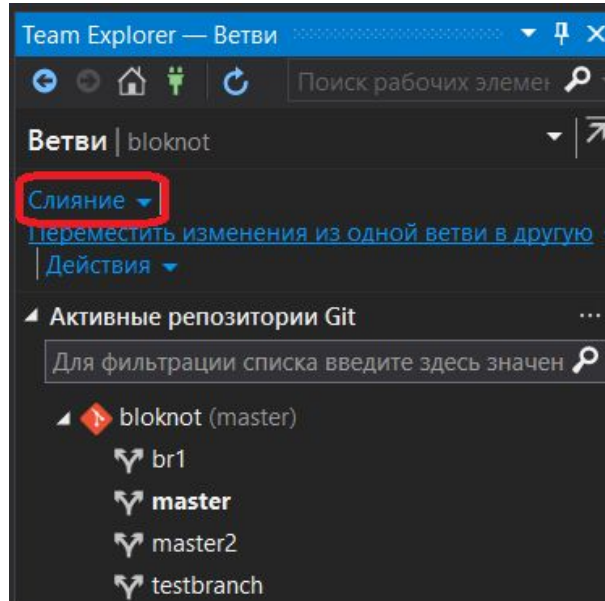 Team Explorer — Ветви
Поиск рабочих элемен
Ветви | bloknot
Слияние
Переместить изменения из одной ветви в другую
Действия
Активные репозитории Git
Для фильтрации списка введите здесь значен
bloknot (master)
br1
master
master2
testbranch